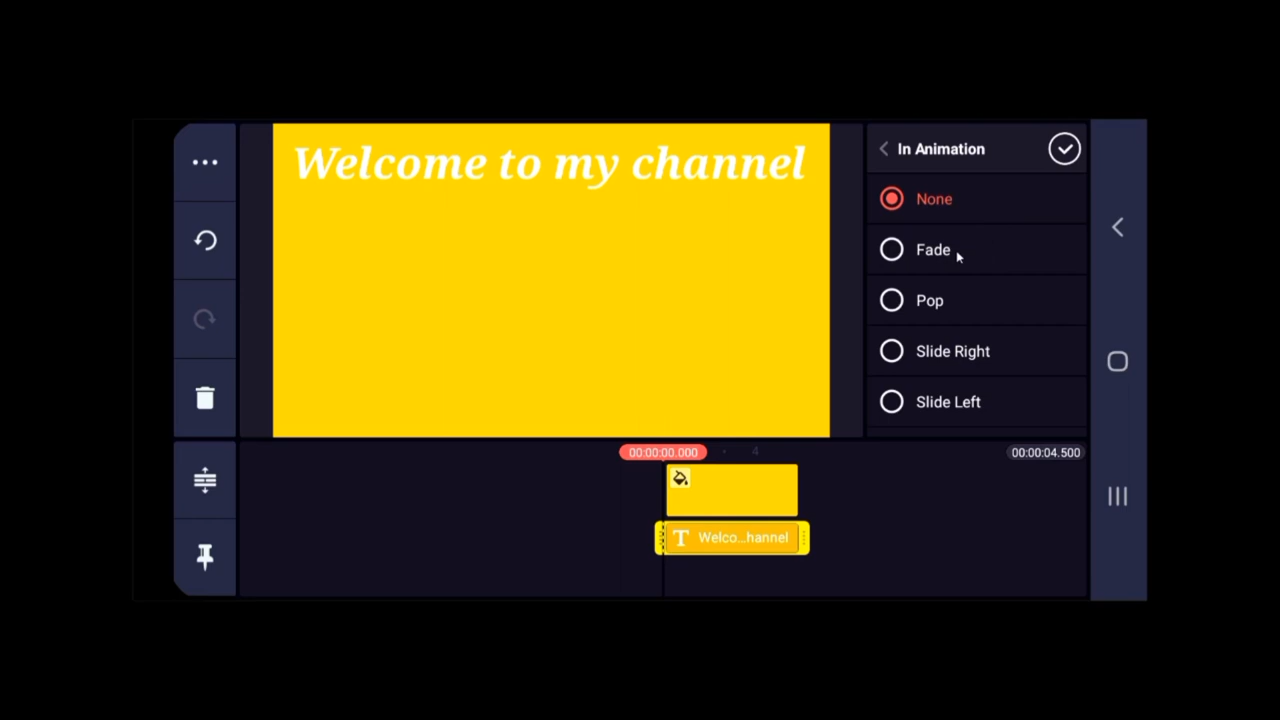 Welcome to my channel
In Animation
None
Fade
Pop
Slide Right
Slide Left
00:00:00.000
4
00:00:04.500
T Welco...hannel